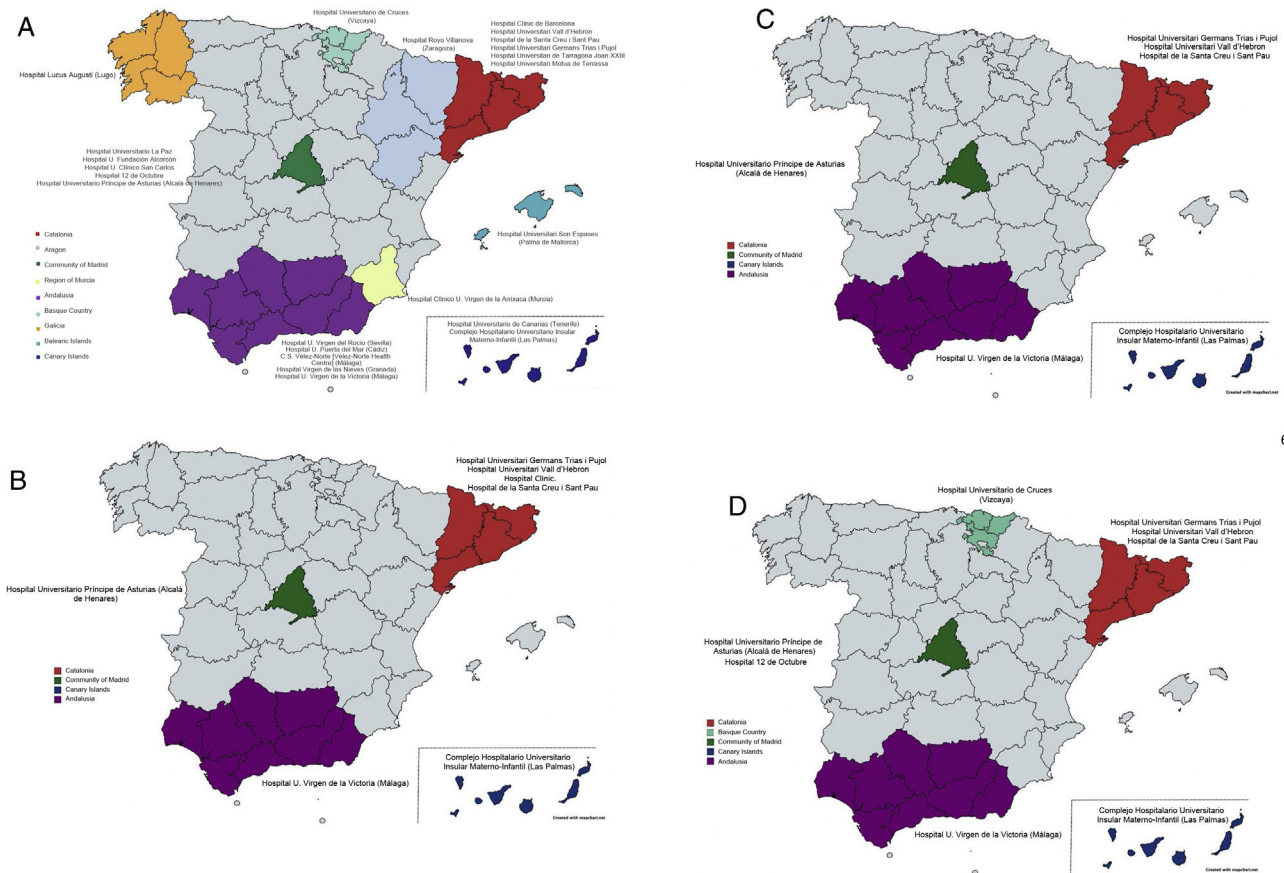 A
Hospital Universitario de Cruces
(Vizcaya)
Hospital Royo Villanova
(Zaragoza)
Hospital Clínic de Barcelona
Hospital Universitari Vall d'Hebron
Hospital de la Santa Creu i Sant Pau
Hospital Universitari Germans Trias i Pujol
Hospital Universitari de Tarragona Joan XXIII
Hospital Universitari Mútua de Terrassa
Hospital Lucus Augusti (Lugo)
Hospital Universitario La Paz
Hospital U. Fundación Alcorcón
Hospital U. Clínico San Carlos
Hospital 12 de Octubre
Hospital Universitario Príncipe de Asturias (Alcalá de Henares)
Hospital Universitari Son Espases
(Palma de Mallorca)
Catalonia
Aragon
Community of Madrid
Region of Murcia
Andalusia
Basque Country
Galicia
Balearic Islands
Canary Islands
Hospital Clínico U. Virgen de la Arrixaca (Murcia)
Hospital U. Virgen del Rocío (Sevilla)
Hospital U. Puerta del Mar (Cádiz)
C.S. Vélez-Norte [Vélez-Norte Health
Centre] (Málaga)
Hospital Virgen de las Nieves (Granada)
Hospital U. Virgen de la Victoria (Málaga)
Hospital Universitario de Canarias (Tenerife)
Complejo Hospitalario Universitario Insular
Materno-Infantil (Las Palmas)
C
Hospital Universitari Germans Trias i Pujol
Hospital Universitari Vall d'Hebron
Hospital de la Santa Creu i Sant Pau
Hospital Universitario Príncipe de Asturias
(Alcalá de Henares)
Catalonia
Community of Madrid
Canary Islands
Andalusia
Hospital U. Virgen de la Victoria (Málaga)
Complejo Hospitalario Universitario
Insular Materno-Infantil (Las Palmas)
Created with mapchart.net
6
B
Hospital Universitari Germans Trias i Pujol
Hospital Universitari Vall d'Hebron
Hospital Clinic.
Hospital de la Santa Creu i Sant Pau
Hospital Universitario Príncipe de Asturias (Alcalá
de Henares)
Catalonia
Community of Madrid
Canary Islands
Andalusia
Hospital U. Virgen de la Victoria (Málaga)
Complejo Hospitalario Universitario
Insular Materno-Infantil (Las Palmas)
Created with mapchart.net
D
Hospital Universitario de Cruces
(Vizcaya)
Hospital Universitari Germans Trias i Pujol
Hospital Universitari Vall d'Hebron
Hospital de la Santa Creu i Sant Pau
Hospital Universitario Príncipe de
Asturias (Alcalá de Henares)
Hospital 12 de Octubre
Catalonia
Basque Country
Community of Madrid
Canary Islands
Andalusia
Hospital U. Virgen de la Victoria (Málaga)
Complejo Hospitalario Universitario
Insular Materno-Infantil (Las Palmas)
Created with mapchart.net